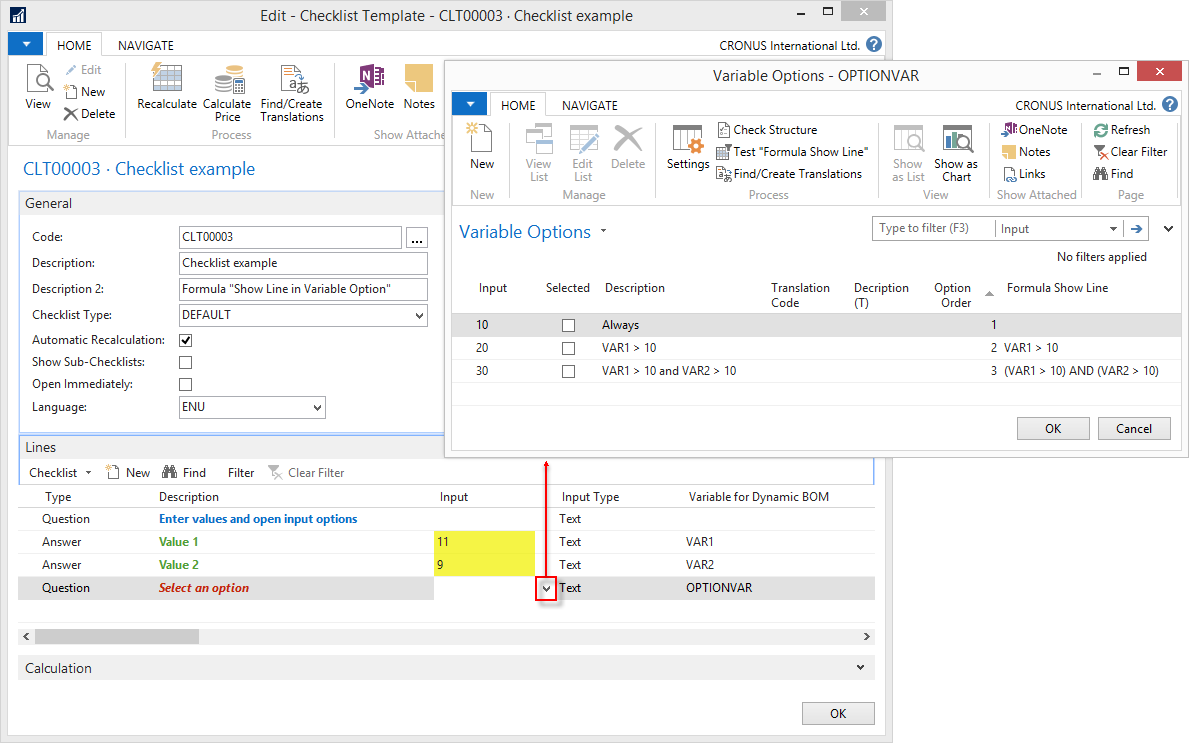 Edit - Checklist Template - CLT00003 · Checklist example
HOME NAVIGATE CRONUS International Ltd. ?
View
Edit
New
Delete
Manage
Recalculate
Calculate
Price
Find/Create
Translations
Process
OneNote
Notes
Show Attache
CLT00003 · Checklist example
General
Code: CLT00003 ...
Description: Checklist example
Description 2: Formula "Show Line in Variable Option"
Checklist Type: DEFAULT
Automatic Recalculation:
Show Sub-Checklists:
Open Immediately:
Language: ENU
Lines
Checklist New Find Filter Clear Filter
Type Description Input Input Type Variable for Dynamic BOM
Question Enter values and open input options Text
Answer Value 1 11 Text VAR1
Answer Value 2 9 Text VAR2
Question Select an option Text OPTIONVAR
Calculation
OK
Variable Options - OPTIONVAR
HOME NAVIGATE CRONUS International Ltd. ?
New
New
View
List
Edit
List
Delete
Manage
Settings
Check Structure
Test "Formula Show Line"
Find/Create Translations
Process
Show
as List
Show as
Chart
View
OneNote
Notes
Links
Show Attached
Refresh
Clear Filter
Find
Page
Variable Options
Type to filter (F3) Input
No filters applied
Input Selected Description Translation
Code Decription
(T) Option
Order Formula Show Line
10 Always 1
20 VAR1 > 10 2 VAR1 > 10
30 VAR1 > 10 and VAR2 > 10 3 (VAR1 > 10) AND (VAR2 > 10)
OK Cancel